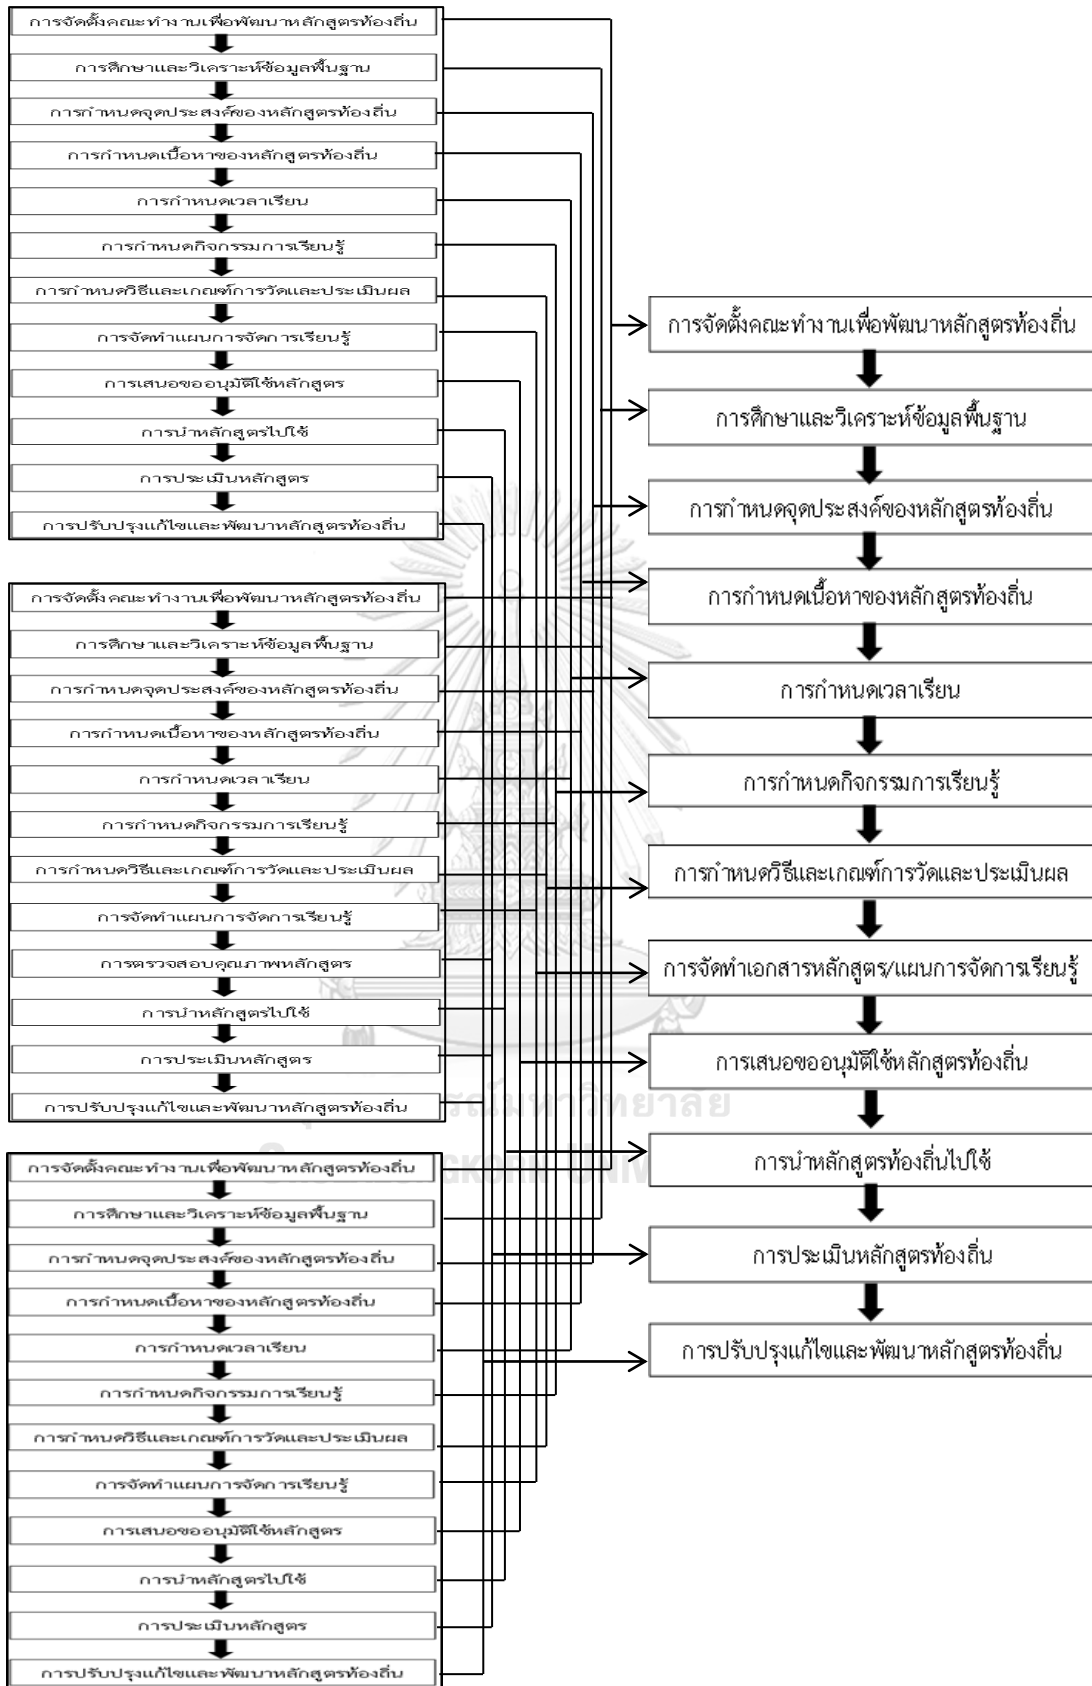 การจัดตั้งคณะทำงานเพื่อพัฒนาหลักสูตรท้องถิ่น
การศึกษาและวิเคราะห์ข้อมูลพื้นฐาน
การกำหนดจุดประสงค์ของหลักสูตรท้องถิ่น
การกำหนดเนื้อหาของหลักสูตรท้องถิ่น
การกำหนดเวลาเรียน
การกำหนดกิจกรรมการเรียนรู้
การกำหนดวิธีและเกณฑ์การวัดและประเมินผล
การจัดทำแผนการจัดการเรียนรู้
การเสนอขออนุมัติใช้หลักสูตร
การนำหลักสูตรไปใช้
การประเมินหลักสูตร
การปรับปรุงแก้ไขและพัฒนาหลักสูตรท้องถิ่น
การจัดตั้งคณะทำงานเพื่อพัฒนาหลักสูตรท้องถิ่น
การศึกษาและวิเคราะห์ข้อมูลพื้นฐาน
การกำหนดจุดประสงค์ของหลักสูตรท้องถิ่น
การกำหนดเนื้อหาของหลักสูตรท้องถิ่น
การกำหนดเวลาเรียน
การกำหนดกิจกรรมการเรียนรู้
การกำหนดวิธีและเกณฑ์การวัดและประเมินผล
การจัดทำแผนการจัดการเรียนรู้
การตรวจสอบคุณภาพหลักสูตร
การนำหลักสูตรไปใช้
การประเมินหลักสูตร
การปรับปรุงแก้ไขและพัฒนาหลักสูตรท้องถิ่น
การจัดตั้งคณะทำงานเพื่อพัฒนาหลักสูตรท้องถิ่น
การศึกษาและวิเคราะห์ข้อมูลพื้นฐาน
การกำหนดจุดประสงค์ของหลักสูตรท้องถิ่น
การกำหนดเนื้อหาของหลักสูตรท้องถิ่น
การกำหนดเวลาเรียน
การกำหนดกิจกรรมการเรียนรู้
การกำหนดวิธีและเกณฑ์การวัดและประเมินผล
การจัดทำแผนการจัดการเรียนรู้
การเสนอขออนุมัติใช้หลักสูตร
การนำหลักสูตรไปใช้
การประเมินหลักสูตร
การปรับปรุงแก้ไขและพัฒนาหลักสูตรท้องถิ่น
การจัดตั้งคณะทำงานเพื่อพัฒนาหลักสูตรท้องถิ่น
การศึกษาและวิเคราะห์ข้อมูลพื้นฐาน
การกำหนดจุดประสงค์ของหลักสูตรท้องถิ่น
การกำหนดเนื้อหาของหลักสูตรท้องถิ่น
การกำหนดเวลาเรียน
การกำหนดกิจกรรมการเรียนรู้
การกำหนดวิธีและเกณฑ์การวัดและประเมินผล
การจัดทำเอกสารหลักสูตร/แผนการจัดการเรียนรู้
การเสนอขออนุมัติใช้หลักสูตรท้องถิ่น
การนำหลักสูตรท้องถิ่นไปใช้
การประเมินหลักสูตรท้องถิ่น
การปรับปรุงแก้ไขและพัฒนาหลักสูตรท้องถิ่น